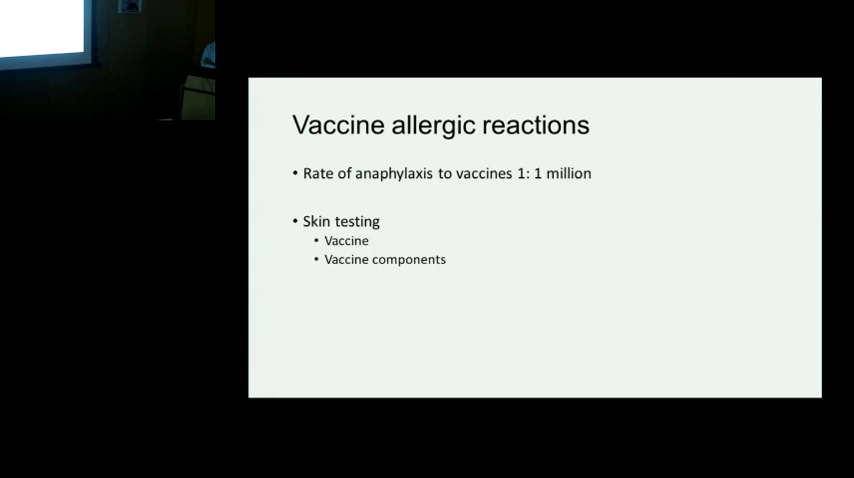 Vaccine allergic reactions
• Rate of anaphylaxis to vaccines 1: 1 million
• Skin testing
• Vaccine
• Vaccine components